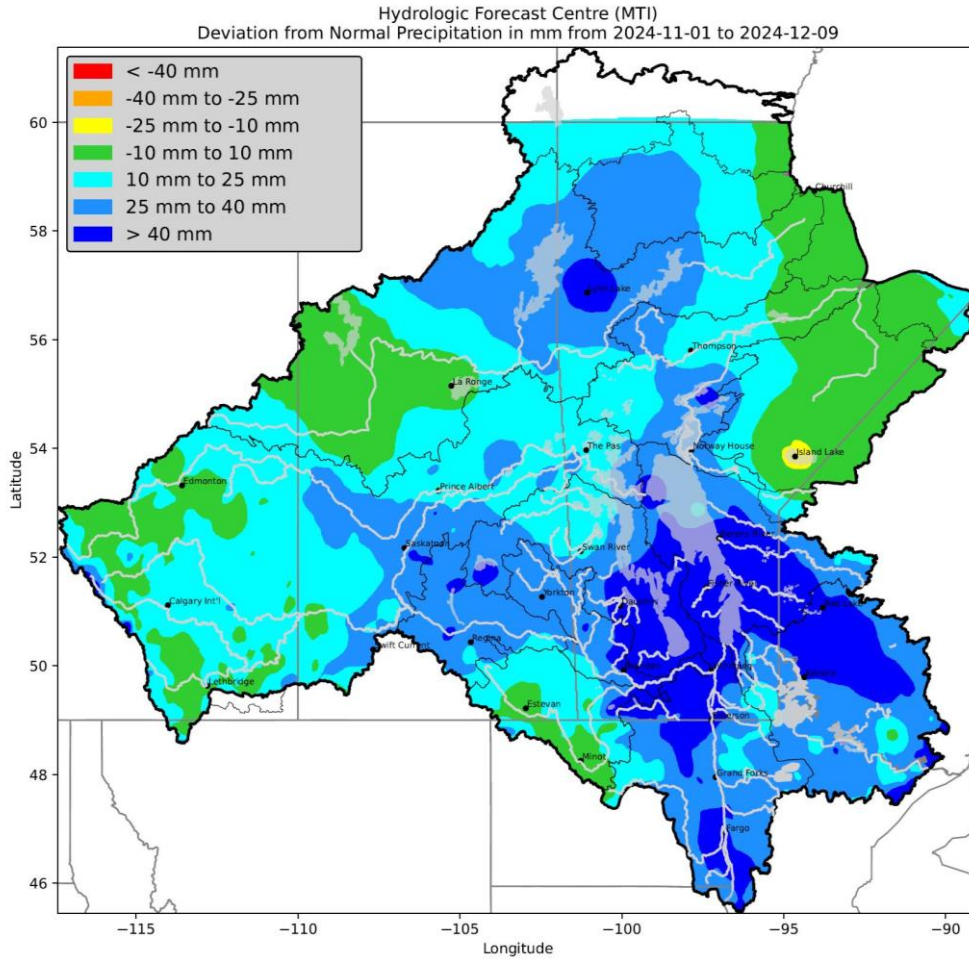 Hydrologic Forecast Centre (MTI)
Deviation from Normal Precipitation in mm from 2024-11-01 to 2024-12-09
< -40 mm
-40 mm to -25 mm
-25 mm to -10 mm
-10 mm to 10 mm
10 mm to 25 mm
25 mm to 40 mm
> 40 mm
60
58
56
54
52
50
48
46
Latitude
Churchill
Thompson
La Ronge
The Pas
Norway House
Island Lake
Edmonton
Prince Albert
Saskatoon
Swan River
Yorkton
Dauphin
Calgary Int'l
Regina
Swift Current
Lethbridge
Estevan
Minot
Grand Forks
Fargo
−115
−110
−105
−100
−95
−90
Longitude